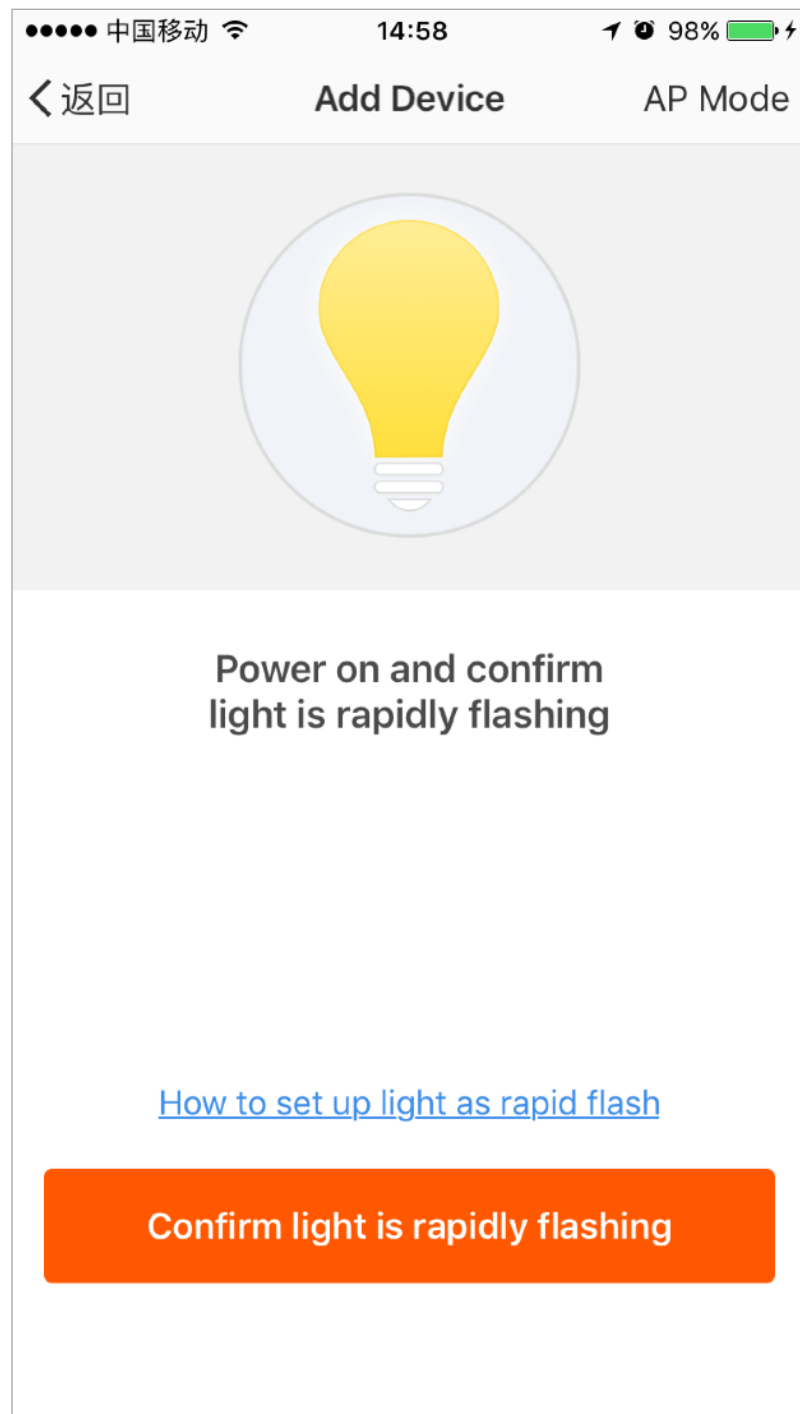 中国移动 14:58 98%
返回 Add Device AP Mode
Power on and confirm
light is rapidly flashing
How to set up light as rapid flash
Confirm light is rapidly flashing